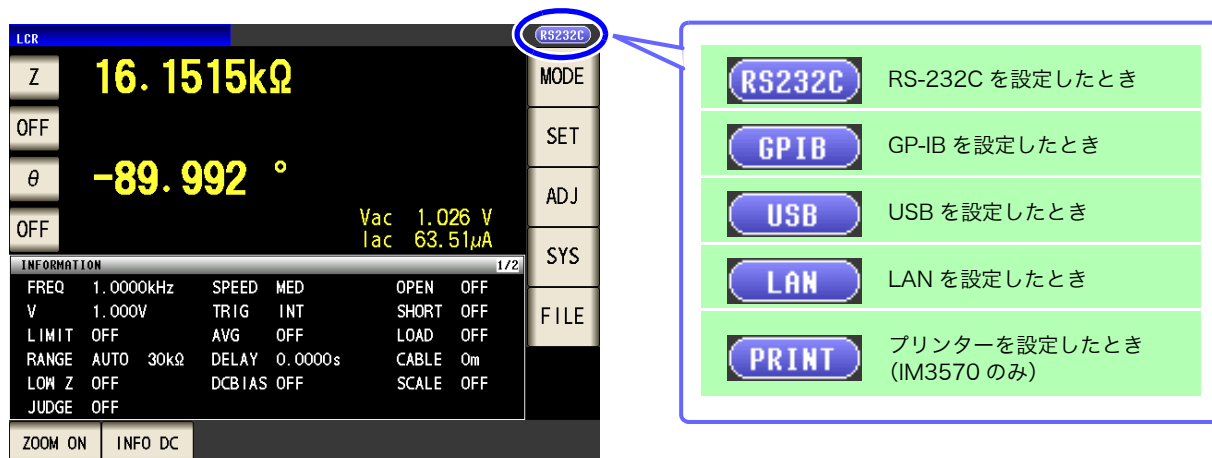 LCR
RS232C
Z
16.1515kΩ
OFF
θ
-89.992 °
OFF
Vac 1.026 V
Iac 63.51μA
MODE
SET
ADJ
SYS
FILE
INFORMATION 1/2
FREQ 1.0000kHz SPEED MED OPEN OFF
V 1.000V TRIG INT SHORT OFF
LIMIT OFF AVG OFF LOAD OFF
RANGE AUTO 30kΩ DELAY 0.0000s CABLE 0m
LOW Z OFF DCBIAS OFF SCALE OFF
JUDGE OFF
ZOOM ON INFO DC
RS232C RS-232C を設定したとき
GPIB GP-IB を設定したとき
USB USB を設定したとき
LAN LAN を設定したとき
PRINT プリンターを設定したとき
（IM3570 のみ）